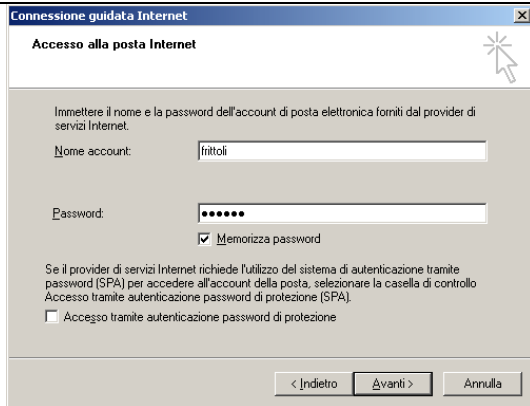 Connessione guidata Internet
Accesso alla posta Internet
Immettere il nome e la password dell'account di posta elettronica forniti dal provider di
servizi Internet.
Nome account: frittoli
Password: ●●●●●●
Memorizza password
Se il provider di servizi Internet richiede l'utilizzo del sistema di autenticazione tramite
password (SPA) per accedere all'account della posta, selezionare la casella di controllo
Accesso tramite autenticazione password di protezione (SPA).
Accesso tramite autenticazione password di protezione
< Indietro Avanti > Annulla